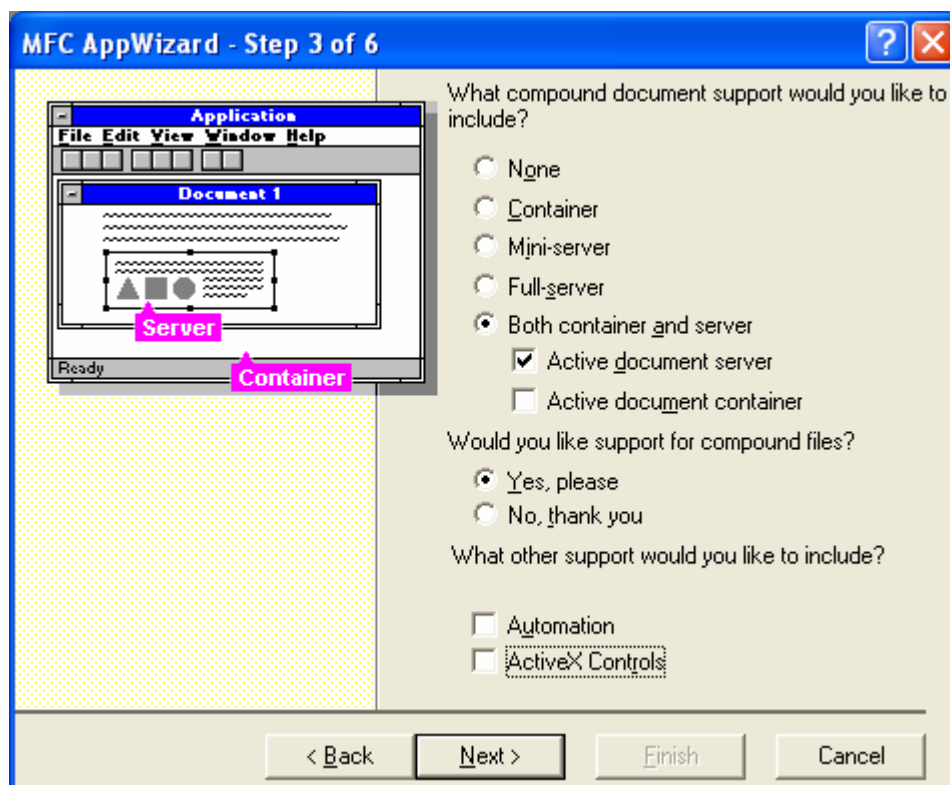 MFC AppWizard - Step 3 of 6
Application
File Edit View Window Help
Document 1
Server
Ready
Container
What compound document support would you like to
include?
None
Container
Mini-server
Full-server
Both container and server
Active document server
Active document container
Would you like support for compound files?
Yes, please
No, thank you
What other support would you like to include?
Automation
ActiveX Controls
< Back
Next >
Finish
Cancel